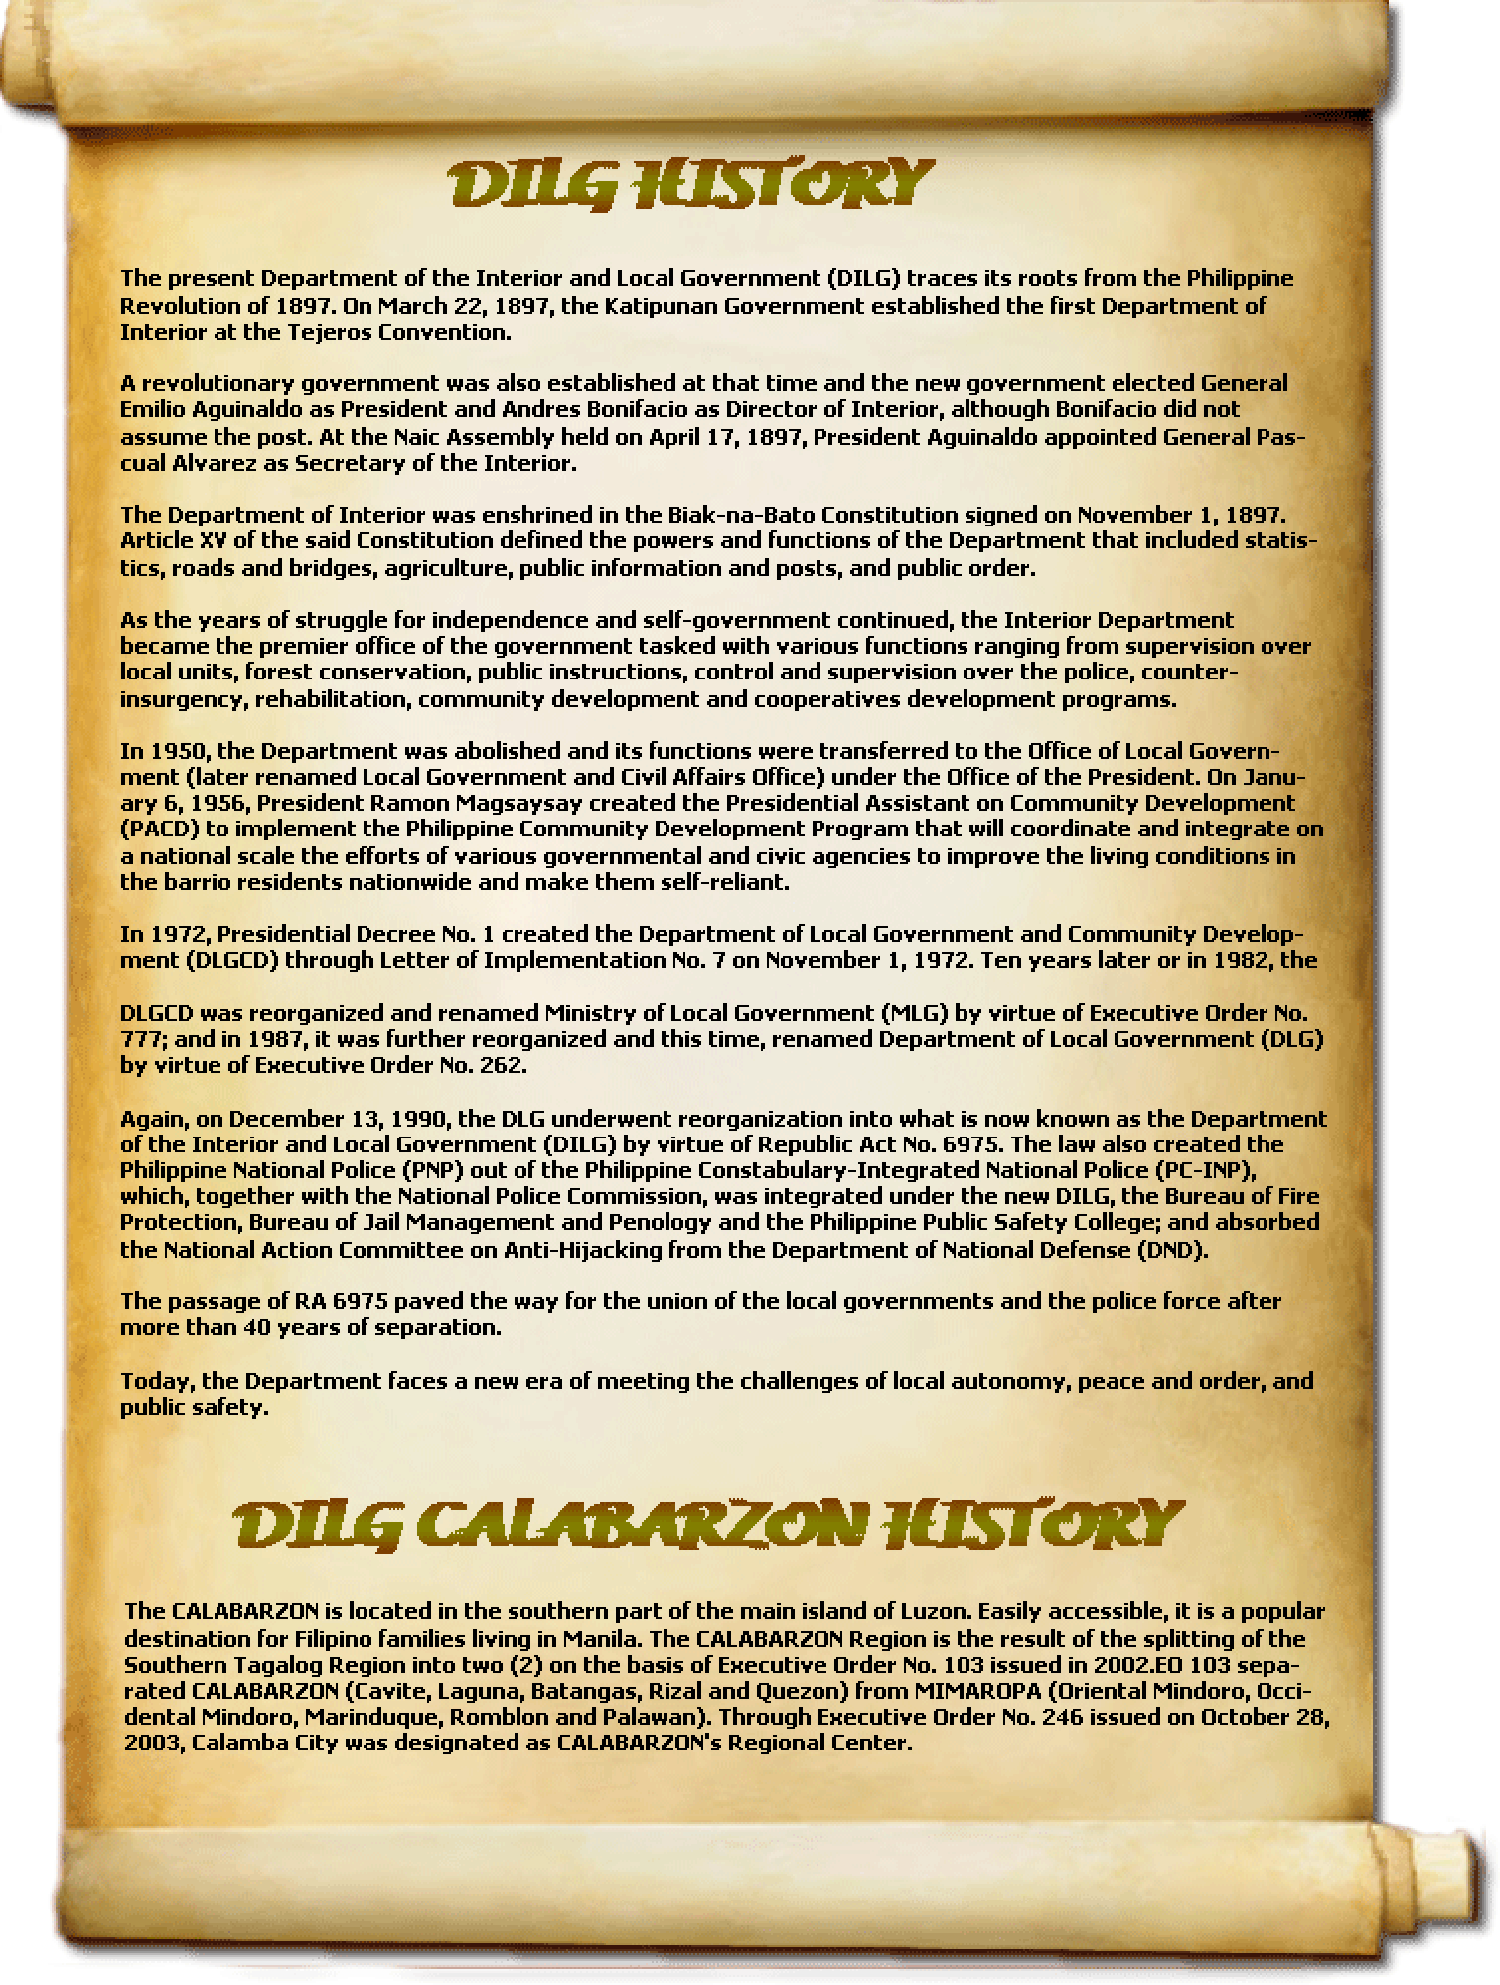 DILG HISTORY
The present Department of the Interior and Local Government (DILG) traces its roots from the Philippine
Revolution of 1897. On March 22, 1897, the Katipunan Government established the first Department of
Interior at the Tejeros Convention.
A revolutionary government was also established at that time and the new government elected General
Emilio Aguinaldo as President and Andres Bonifacio as Director of Interior, although Bonifacio did not
assume the post. At the Naic Assembly held on April 17, 1897, President Aguinaldo appointed General Pas-
cual Alvarez as Secretary of the Interior.
The Department of Interior was enshrined in the Biak-na-Bato Constitution signed on November 1, 1897.
Article XV of the said Constitution defined the powers and functions of the Department that included statis-
tics, roads and bridges, agriculture, public information and posts, and public order.
As the years of struggle for independence and self-government continued, the Interior Department
became the premier office of the government tasked with various functions ranging from supervision over
local units, forest conservation, public instructions, control and supervision over the police, counter-
insurgency, rehabilitation, community development and cooperatives development programs.
In 1950, the Department was abolished and its functions were transferred to the Office of Local Govern-
ment (later renamed Local Government and Civil Affairs Office) under the Office of the President. On Janu-
ary 6, 1956, President Ramon Magsaysay created the Presidential Assistant on Community Development
(PACD) to implement the Philippine Community Development Program that will coordinate and integrate on
a national scale the efforts of various governmental and civic agencies to improve the living conditions in
the barrio residents nationwide and make them self-reliant.
In 1972, Presidential Decree No. 1 created the Department of Local Government and Community Develop-
ment (DLGCD) through Letter of Implementation No. 7 on November 1, 1972. Ten years later or in 1982, the
DLGCD was reorganized and renamed Ministry of Local Government (MLG) by virtue of Executive Order No.
777; and in 1987, it was further reorganized and this time, renamed Department of Local Government (DLG)
by virtue of Executive Order No. 262.
Again, on December 13, 1990, the DLG underwent reorganization into what is now known as the Department
of the Interior and Local Government (DILG) by virtue of Republic Act No. 6975. The law also created the
Philippine National Police (PNP) out of the Philippine Constabulary-Integrated National Police (PC-INP),
which, together with the National Police Commission, was integrated under the new DILG, the Bureau of Fire
Protection, Bureau of Jail Management and Penology and the Philippine Public Safety College; and absorbed
the National Action Committee on Anti-Hijacking from the Department of National Defense (DND).
The passage of RA 6975 paved the way for the union of the local governments and the police force after
more than 40 years of separation.
Today, the Department faces a new era of meeting the challenges of local autonomy, peace and order, and
public safety.
DILG CALABARZON HISTORY
The CALABARZON is located in the southern part of the main island of Luzon. Easily accessible, it is a popular
destination for Filipino families living in Manila. The CALABARZON Region is the result of the splitting of the
Southern Tagalog Region into two (2) on the basis of Executive Order No. 103 issued in 2002.EO 103 sepa-
rated CALABARZON (Cavite, Laguna, Batangas, Rizal and Quezon) from MIMAROPA (Oriental Mindoro, Occi-
dental Mindoro, Marinduque, Romblon and Palawan). Through Executive Order No. 246 issued on October 28,
2003, Calamba City was designated as CALABARZON's Regional Center.